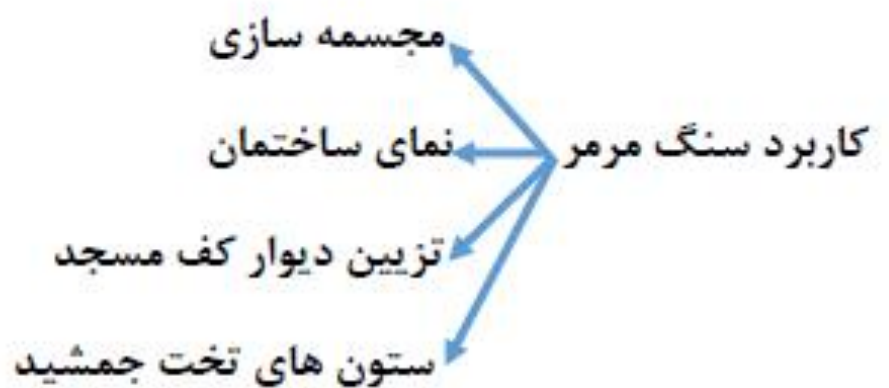 کاربرد سنگ مرمر
مجسمه سازی
نمای ساختمان
تزیین دیوار کف مسجد
ستون های تخت جمشید